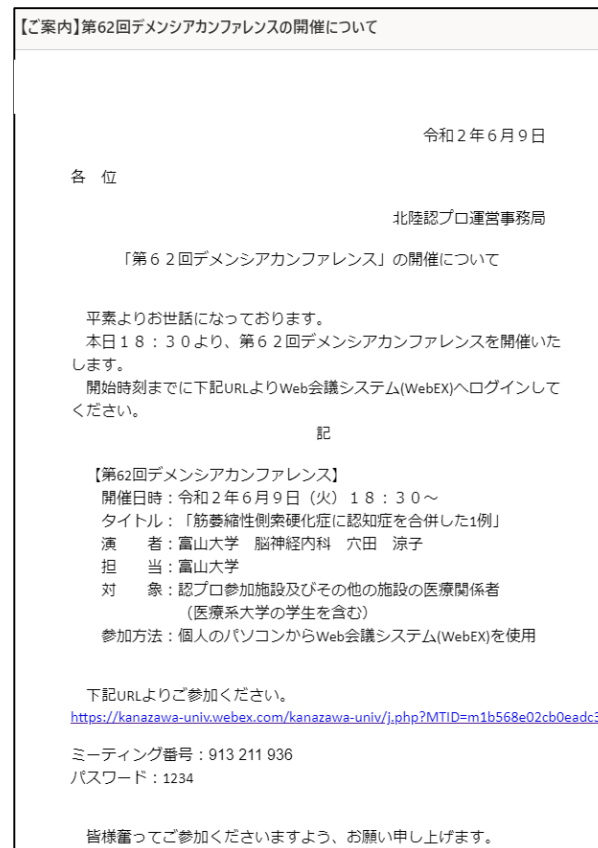 【ご案内】第62回デメンシアカンファレンスの開催について
令和2年6月9日
各　位
北陸認プロ運営事務局
「第６２回デメンシアカンファレンス」の開催について
平素よりお世話になっております。
本日１８：３０より、第６２回デメンシアカンファレンスを開催いた
します。
開始時刻までに下記URLよりWeb会議システム(WebEX)へログインして
ください。
記
【第62回デメンシアカンファレンス】
開催日時：令和２年６月９日（火）１８：３０～
タイトル：「筋萎縮性側索硬化症に認知症を合併した1例」
演　　者：富山大学　脳神経内科　穴田　涼子
担　　当：富山大学
対　　象：認プロ参加施設及びその他の施設の医療関係者
（医療系大学の学生を含む）
参加方法：個人のパソコンからWeb会議システム(WebEX)を使用
下記URLよりご参加ください。
https://kanazawa-univ.webex.com/kanazawa-univ/j.php?MTID=m1b568e02cb0eadc3
ミーティング番号：913 211 936
パスワード：1234
皆様奮ってご参加くださいますよう、お願い申し上げます。